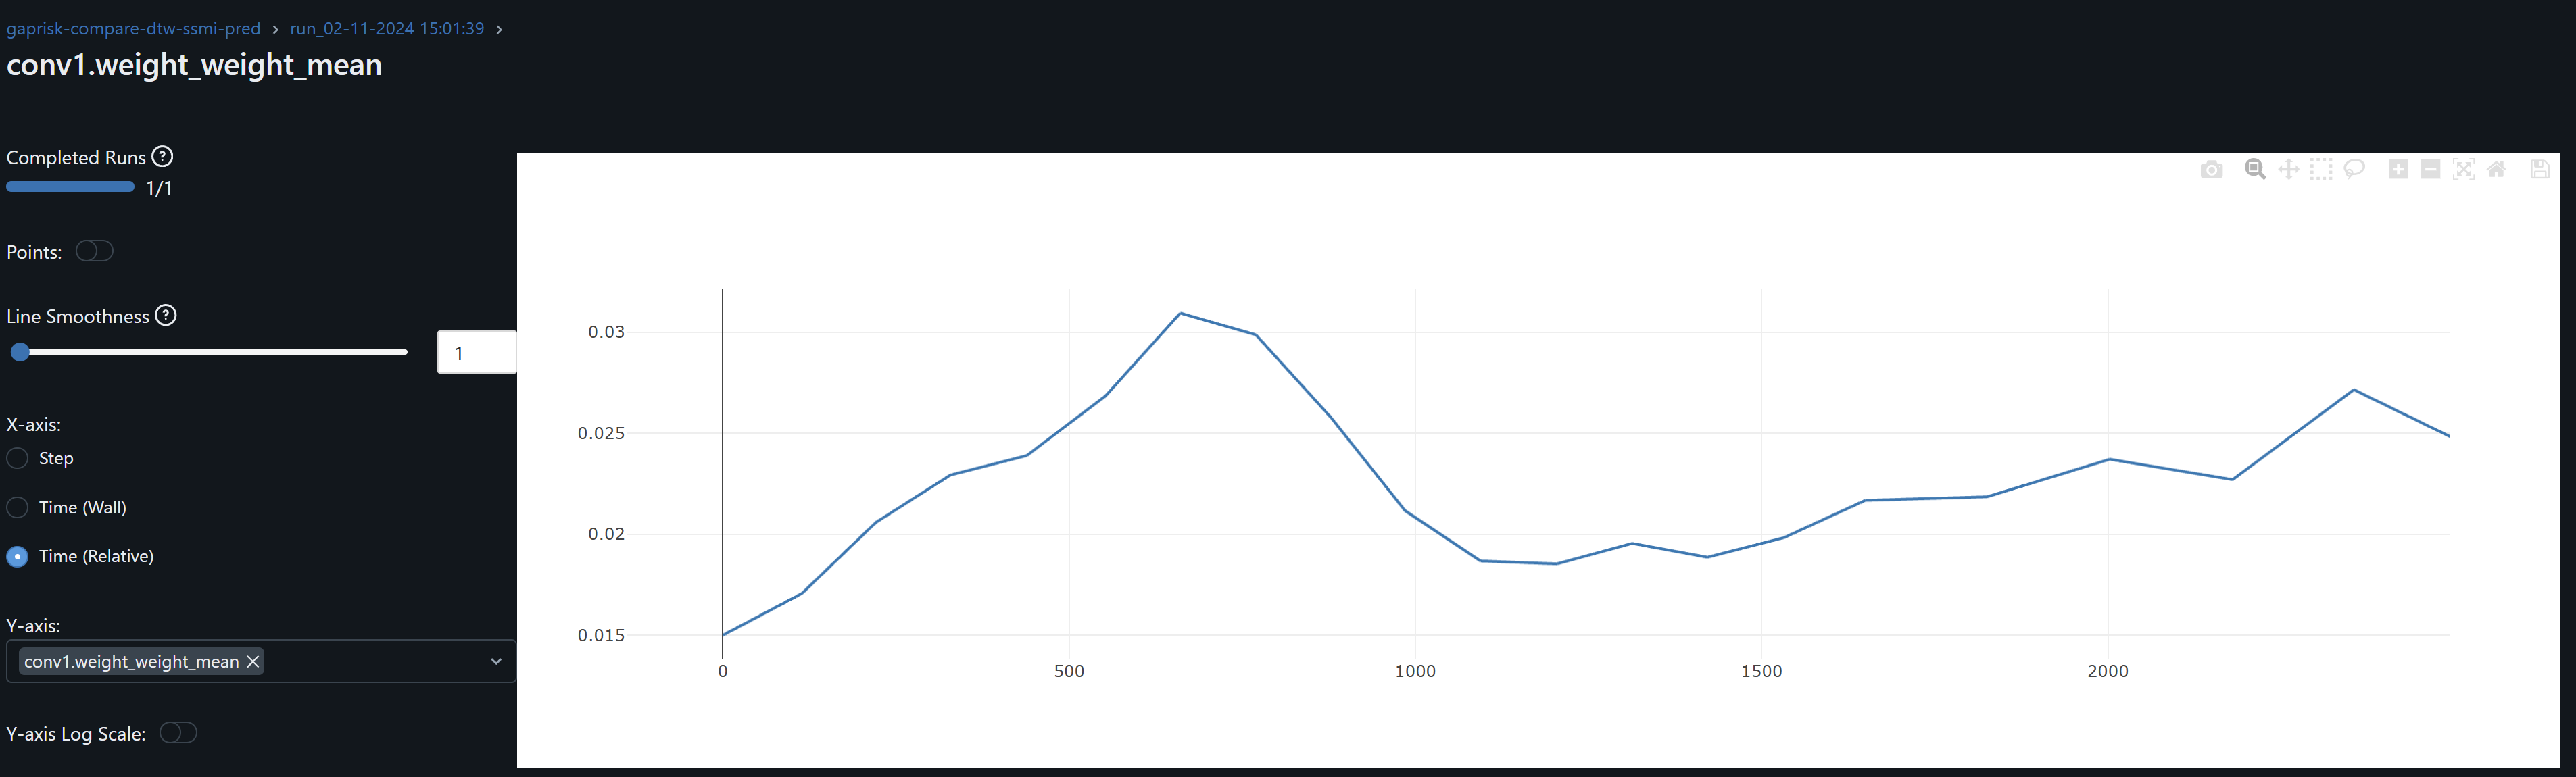 gaprisk-compare-dtw-ssmi-pred > run_02-11-2024 15:01:39 >
conv1.weight_weight_mean
Completed Runs ?
1/1
Points:
Line Smoothness ?
1
X-axis:
Step
Time (Wall)
Time (Relative)
Y-axis:
conv1.weight_weight_mean
Y-axis Log Scale:
0.03
0.025
0.02
0.015
0 500 1000 1500 2000